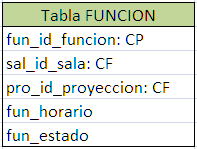 Tabla FUNCION
fun_id_funcion: CP
sal_id_sala: CF
pro_id_proyeccion: CF
fun_horario
fun_estado